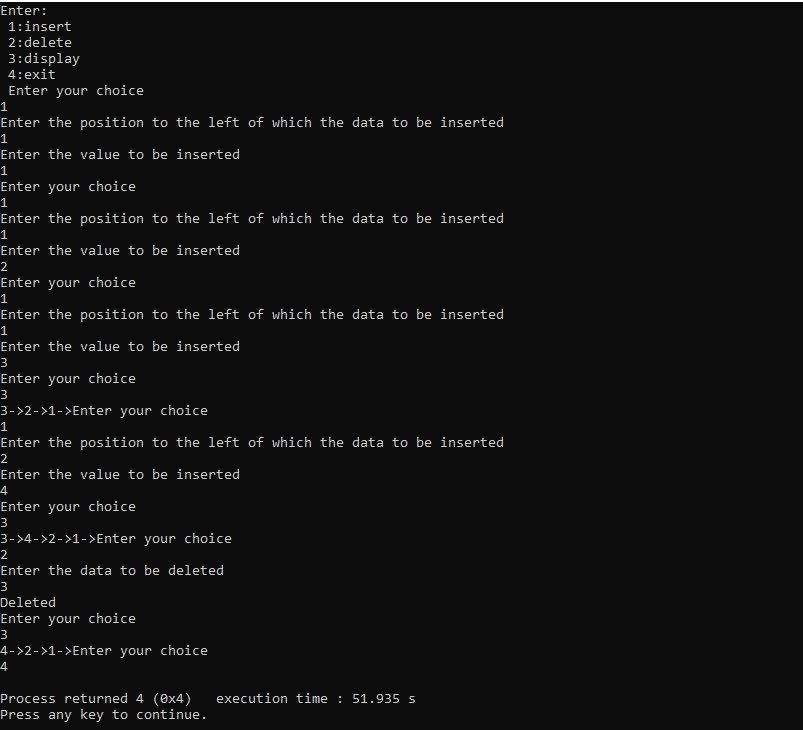 Enter:
 1:insert
 2:delete
 3:display
 4:exit
 Enter your choice
1
Enter the position to the left of which the data to be inserted
1
Enter the value to be inserted
1
Enter your choice
1
Enter the position to the left of which the data to be inserted
1
Enter the value to be inserted
2
Enter your choice
1
Enter the position to the left of which the data to be inserted
1
Enter the value to be inserted
3
Enter your choice
3
3->2->1->Enter your choice
1
Enter the position to the left of which the data to be inserted
2
Enter the value to be inserted
4
Enter your choice
3
3->4->2->1->Enter your choice
2
Enter the data to be deleted
3
Deleted
Enter your choice
3
4->2->1->Enter your choice
4

Process returned 4 (0x4)   execution time : 51.935 s
Press any key to continue.